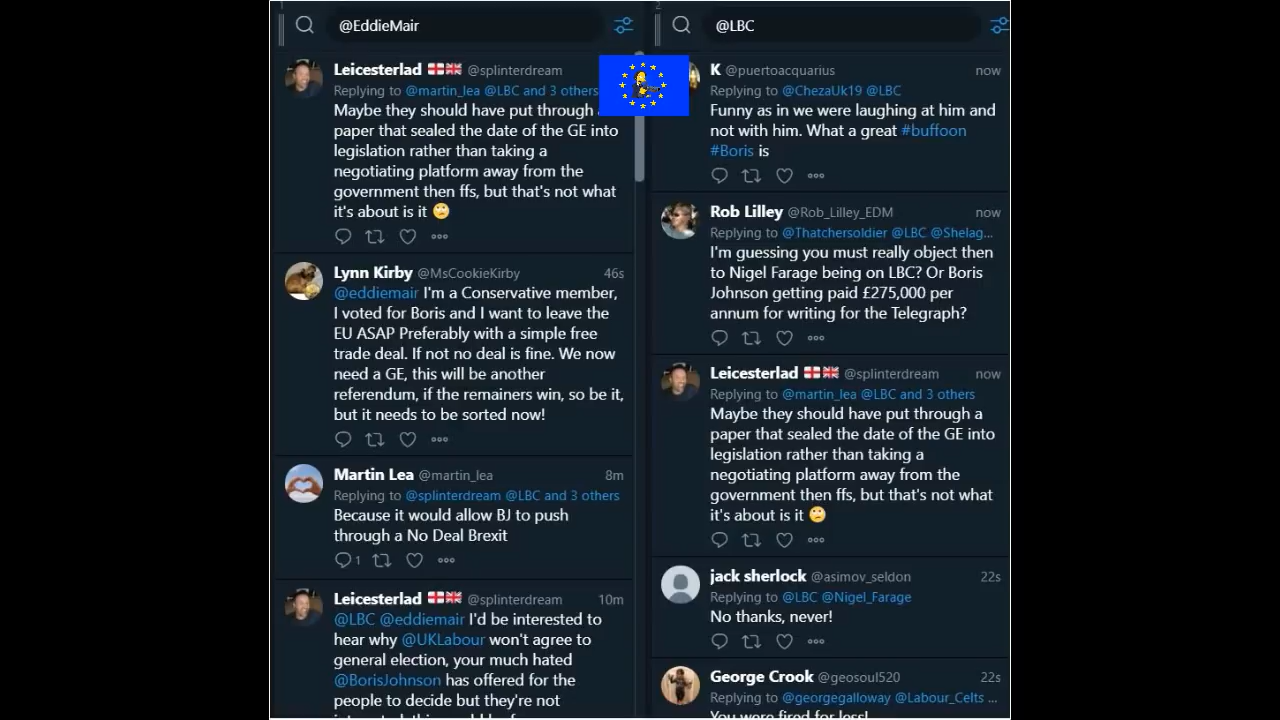 1
@EddieMair
Leicesterlad @splinterdream
Replying to @martin_lea @LBC and 3 others
Maybe they should have put through
paper that sealed the date of the GE into
legislation rather than taking a
negotiating platform away from the
government then ffs, but that's not what
it's about is it 🙄
Lynn Kirby @MsCookieKirby 46s
@eddiemair I'm a Conservative member,
I voted for Boris and I want to leave the
EU ASAP Preferably with a simple free
trade deal. If not no deal is fine. We now
need a GE, this will be another
referendum, if the remainers win, so be it,
but it needs to be sorted now!
Martin Lea @martin_lea 8m
Replying to @splinterdream @LBC and 3 others
Because it would allow BJ to push
through a No Deal Brexit
1
Leicesterlad @splinterdream 10m
@LBC @eddiemair I'd be interested to
hear why @UKLabour won't agree to
general election, your much hated
@BorisJohnson has offered for the
people to decide but they're not
2
@LBC
K @puertoacquarius now
Replying to @ChezaUk19 @LBC
Funny as in we were laughing at him and
not with him. What a great #buffoon
#Boris is
Rob Lilley @Rob_Lilley_EDM now
Replying to @Thatchersoldier @LBC @Shelag...
I'm guessing you must really object then
to Nigel Farage being on LBC? Or Boris
Johnson getting paid £275,000 per
annum for writing for the Telegraph?
Leicesterlad @splinterdream now
Replying to @martin_lea @LBC and 3 others
Maybe they should have put through a
paper that sealed the date of the GE into
legislation rather than taking a
negotiating platform away from the
government then ffs, but that's not what
it's about is it 🙄
jack sherlock @asimov_seldon 22s
Replying to @LBC @Nigel_Farage
No thanks, never!
George Crook @geosoul520 22s
Replying to @georgegalloway @Labour_Celts ...
You were fired for less!